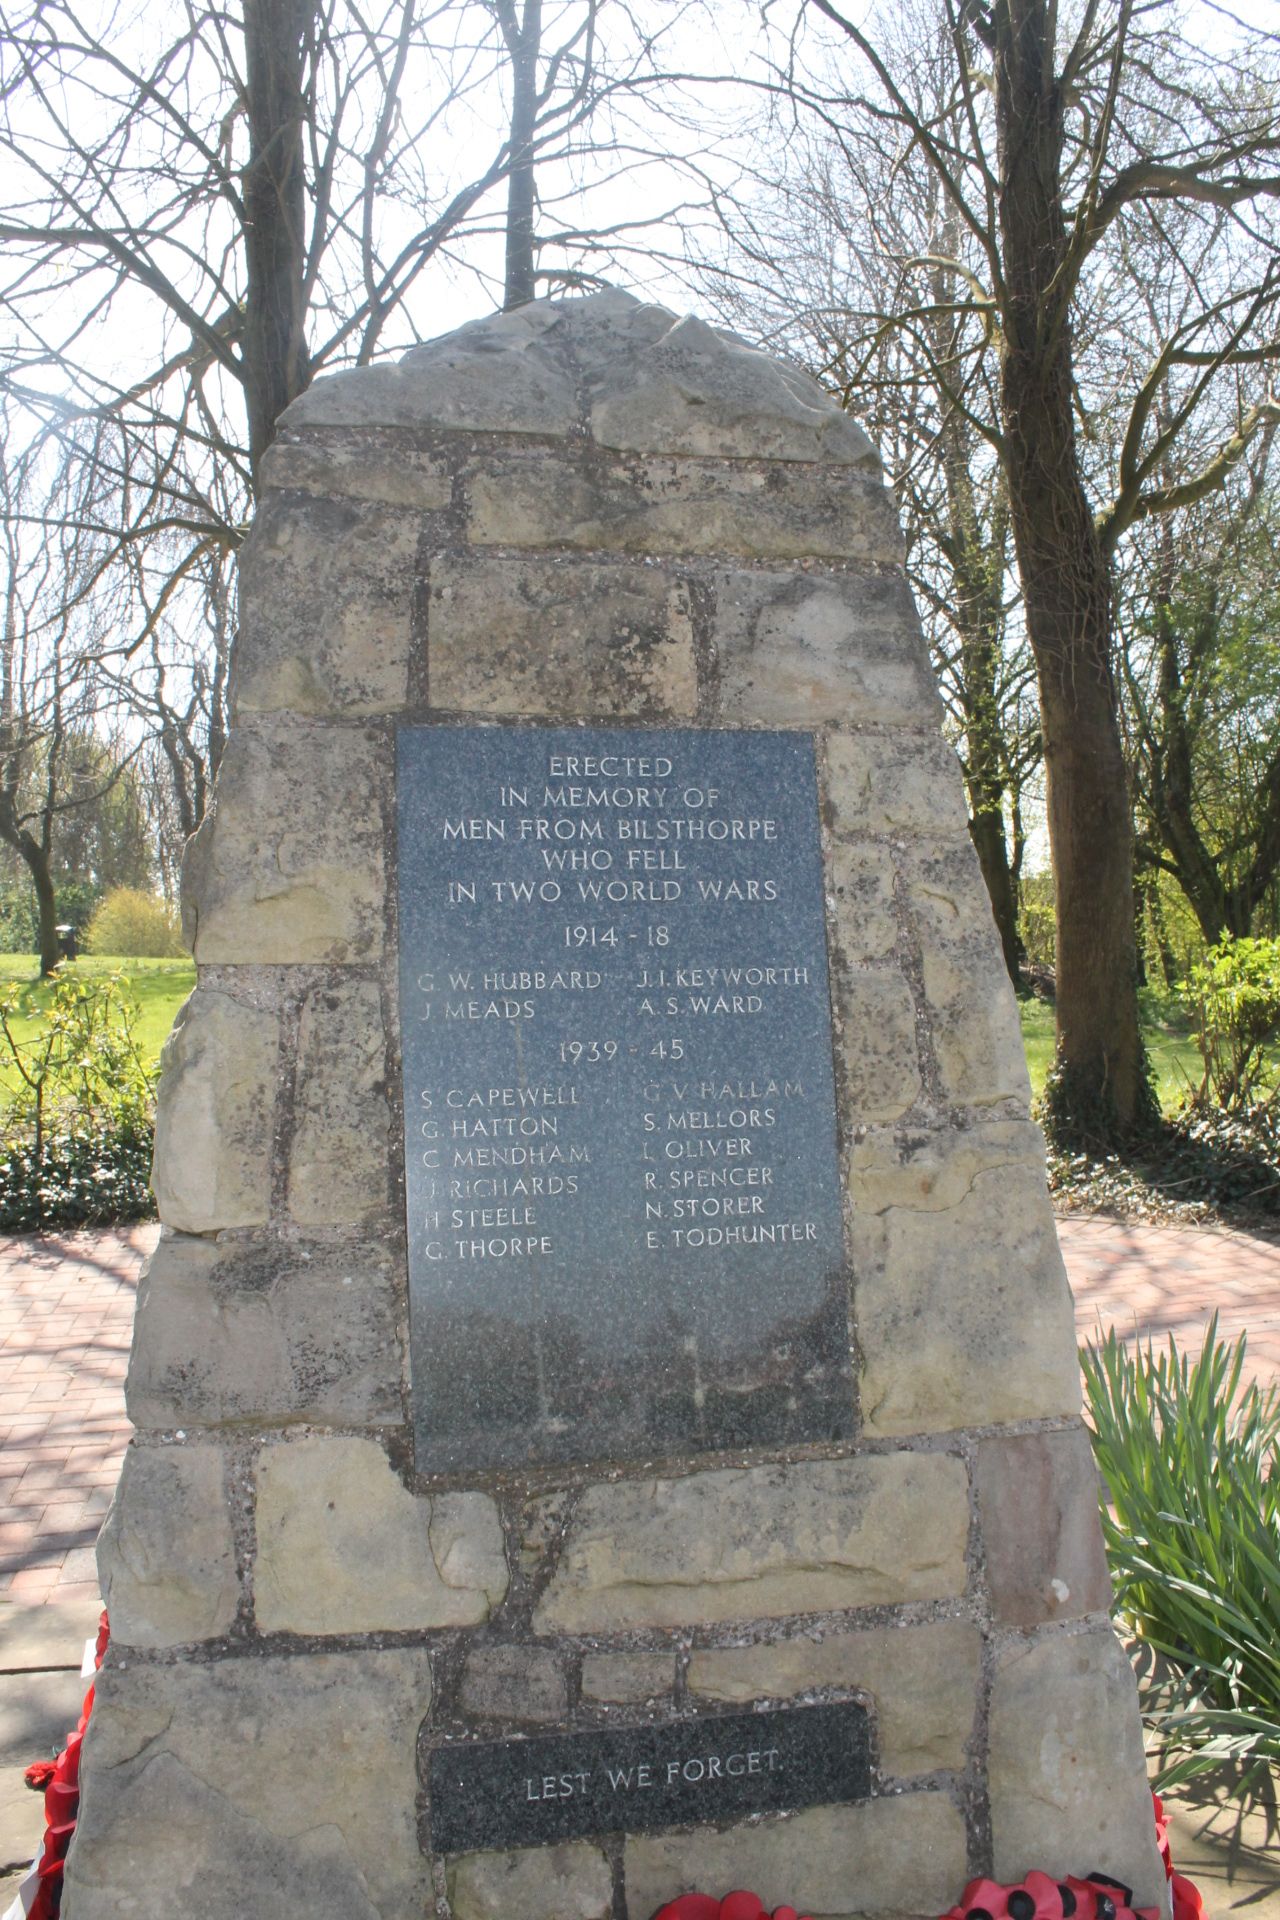 ERECTED
IN MEMORY OF
MEN FROM BILSTHORPE
WHO FELL
IN TWO WORLD WARS
1914 - 18
G. W. HUBBARD J. I. KEYWORTH
J MEADS A. S. WARD
1939 - 45
S CAPEWELL G V HALLAM
G. HATTON S. MELLORS
C MENDHAM I. OLIVER
J RICHARDS R. SPENCER
H STEELE N. STORER
G. THORPE E. TODHUNTER
LEST WE FORGET.